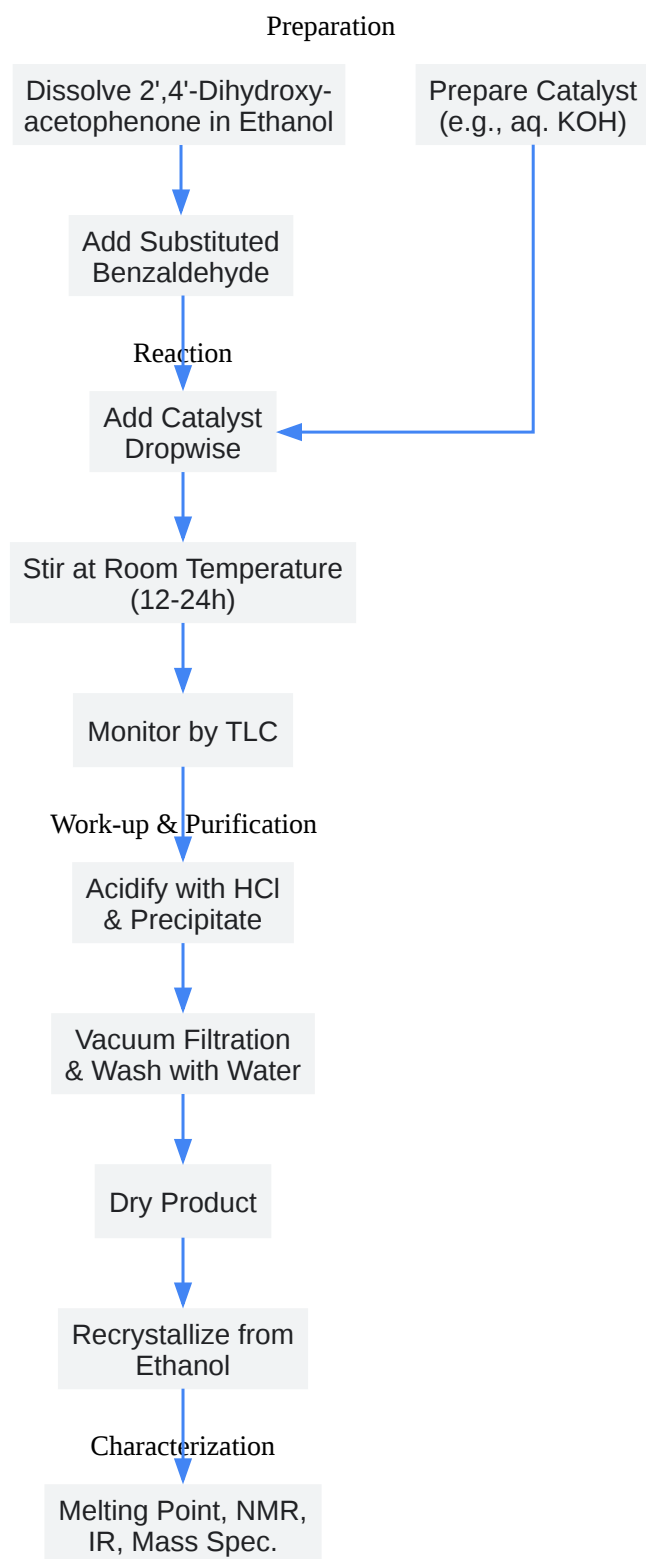 Preparation
Dissolve 2',4'-Dihydroxy-
acetophenone in Ethanol
Prepare Catalyst
(e.g., aq. KOH)
Add Substituted
Benzaldehyde
Reaction
Add Catalyst
Dropwise
Stir at Room Temperature
(12-24h)
Monitor by TLC
Work-up & Purification
Acidify with HCl
& Precipitate
Vacuum Filtration
& Wash with Water
Dry Product
Recrystallize from
Ethanol
Characterization
Melting Point, NMR,
IR, Mass Spec.